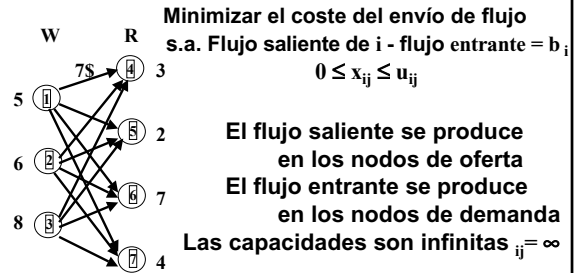 Minimizar el coste del envío de flujo
s.a. Flujo saliente de i - flujo entrante = b i
0 ≤ xij ≤ uij
W R
7$
4 3
5 1
5 2
6 2
6 7
8 3
7 4
El flujo saliente se produce
en los nodos de oferta
El flujo entrante se produce
en los nodos de demanda
Las capacidades son infinitas ij= ∞